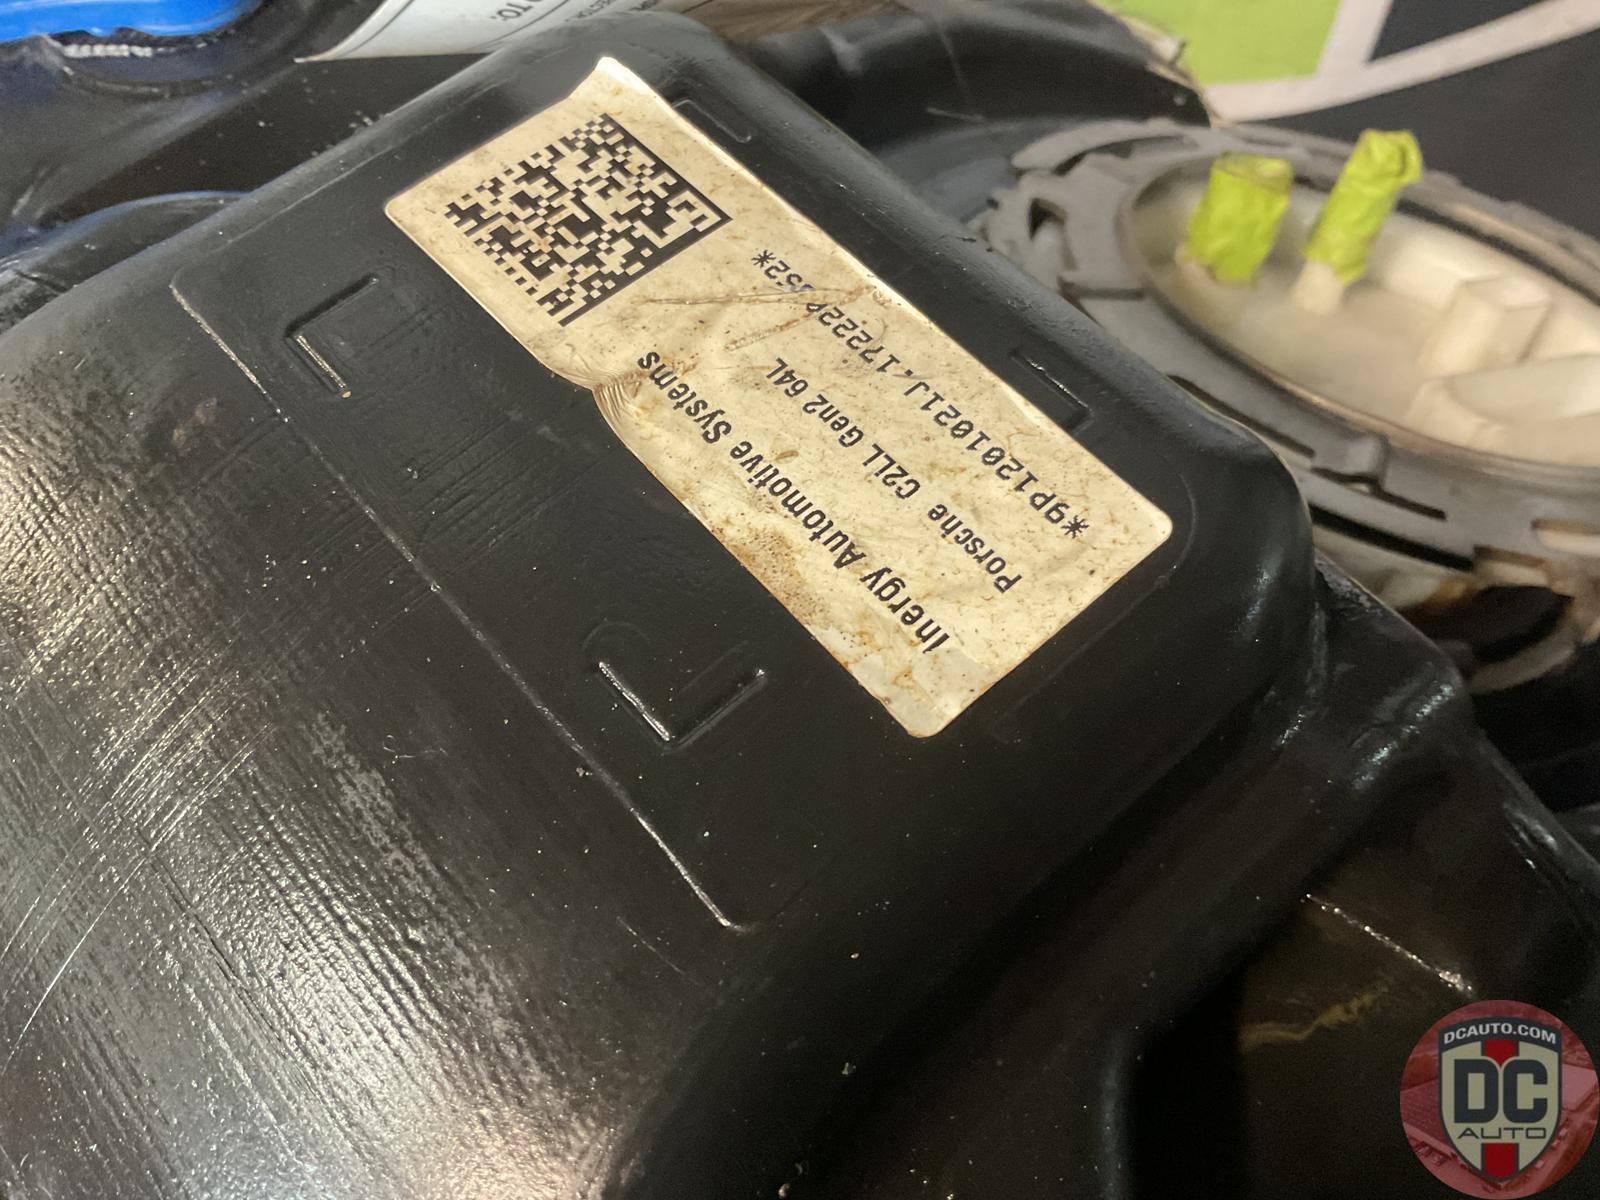 Inergy Automotive Systems
Porsche C2LL Gen2 64L
*9P1201021J.
DCAUTO.COM
DC
AUTO